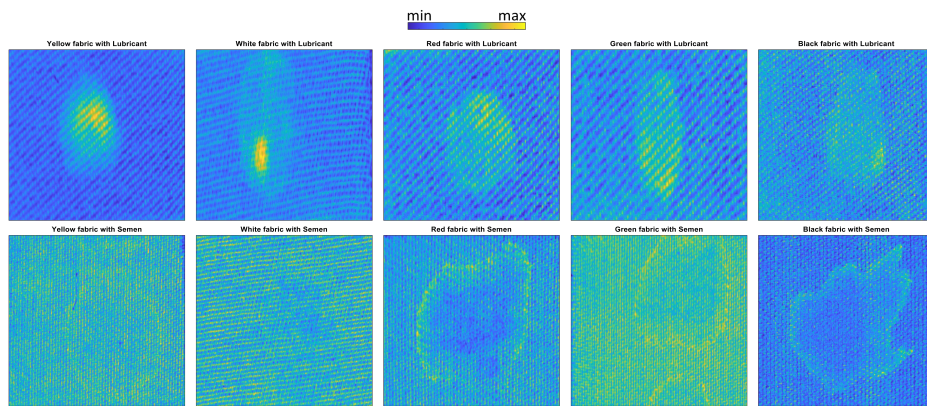 min max
Yellow fabric with Lubricant
White fabric with Lubricant
Red fabric with Lubricant
Green fabric with Lubricant
Black fabric with Lubricant
Yellow fabric with Semen
White fabric with Semen
Red fabric with Semen
Green fabric with Semen
Black fabric with Semen